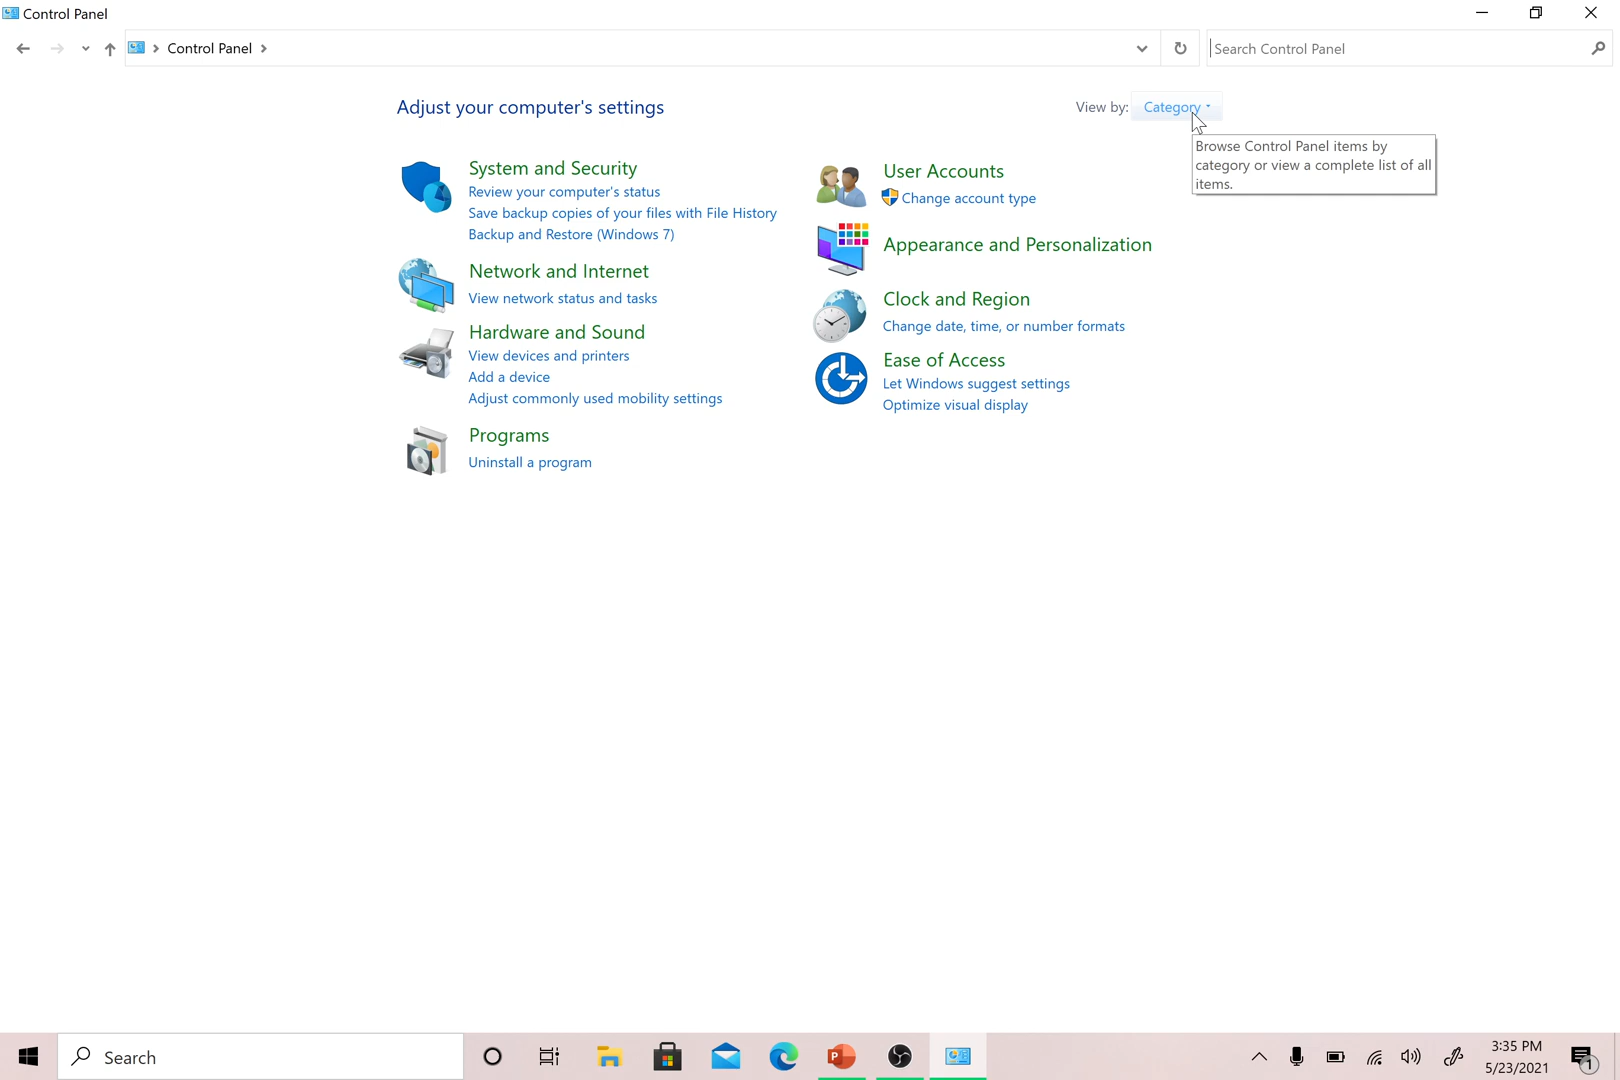 Control Panel
Control Panel
Search Control Panel
Adjust your computer's settings
View by: Category
Browse Control Panel items by
category or view a complete list of all
items.
System and Security
Review your computer's status
Save backup copies of your files with File History
Backup and Restore (Windows 7)
Network and Internet
View network status and tasks
Hardware and Sound
View devices and printers
Add a device
Adjust commonly used mobility settings
Programs
Uninstall a program
User Accounts
Change account type
Appearance and Personalization
Clock and Region
Change date, time, or number formats
Ease of Access
Let Windows suggest settings
Optimize visual display
Search
P
3:35 PM
5/23/2021
1